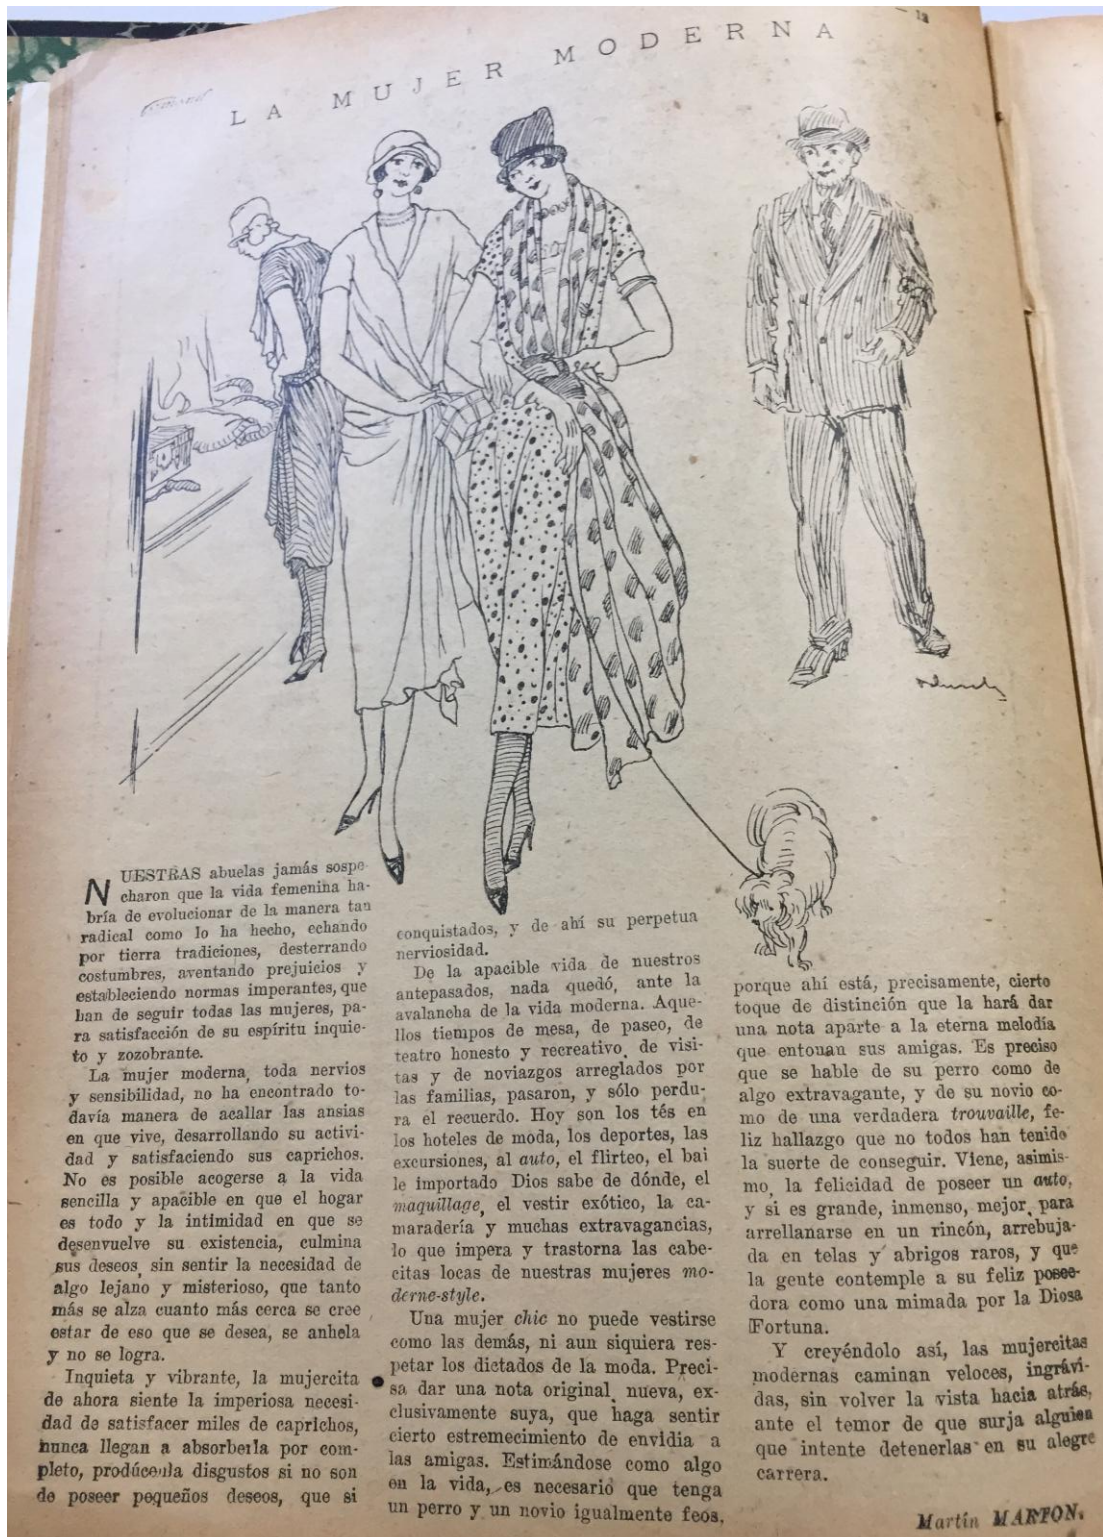 — 12
LA MUJER MODERNA
NUESTRAS abuelas jamás sospe-
charon que la vida femenina ha-
bría de evolucionar de la manera tan
radical como lo ha hecho, echando
por tierra tradiciones, desterrando
costumbres, aventando prejuicios y
estableciendo normas imperantes, que
han de seguir todas las mujeres, pa-
ra satisfacción de su espíritu inquie-
to y zozobrante.
La mujer moderna, toda nervios
y sensibilidad, no ha encontrado to-
davía manera de acallar las ansias
en que vive, desarrollando su activi-
dad y satisfaciendo sus caprichos.
No es posible acogerse a la vida
sencilla y apacible en que el hogar
es todo y la intimidad en que se
desenvuelve su existencia, culmina
sus deseos, sin sentir la necesidad de
algo lejano y misterioso, que tanto
más se alza cuanto más cerca se cree
estar de eso que se desea, se anhela
y no se logra.
Inquieta y vibrante, la mujercita
de ahora siente la imperiosa necesi-
dad de satisfacer miles de caprichos,
nunca llegan a absorberla por com-
pleto, prodúcenla disgustos si no son
de poseer pequeños deseos, que si
conquistados, y de ahí su perpetua
nerviosidad.
De la apacible vida de nuestros
antepasados, nada quedó, ante la
avalancha de la vida moderna. Aque-
llos tiempos de mesa, de paseo, de
teatro honesto y recreativo, de visi-
tas y de noviazgos arreglados por
las familias, pasaron, y sólo perdu-
ra el recuerdo. Hoy son los tés en
los hoteles de moda, los deportes, las
excursiones, al auto, el flirteo, el bai
le importado Dios sabe de dónde, el
maquillage, el vestir exótico, la ca-
maradería y muchas extravagancias,
lo que impera y trastorna las cabe-
citas locas de nuestras mujeres mo-
derne-style.
Una mujer chic no puede vestirse
como las demás, ni aun siquiera res-
petar los dictados de la moda. Preci-
sa dar una nota original, nueva, ex-
clusivamente suya, que haga sentir
cierto estremecimiento de envidia a
las amigas. Estimándose como algo
en la vida, es necesario que tenga
un perro y un novio igualmente feos,
porque ahí está, precisamente, cierto
toque de distinción que la hará dar
una nota aparte a la eterna melodía
que entonan sus amigas. Es preciso
que se hable de su perro como de
algo extravagante, y de su novio co-
mo de una verdadera trouvaille, fe-
liz hallazgo que no todos han tenido
la suerte de conseguir. Viene, asimis-
mo, la felicidad de poseer un auto,
y si es grande, inmenso, mejor, para
arrellanarse en un rincón, arrebuja-
da en telas y abrigos raros, y que
la gente contemple a su feliz posee-
dora como una mimada por la Diosa
Fortuna.
Y creyéndolo así, las mujercitas
modernas caminan veloces, ingrávi-
das, sin volver la vista hacia atrás,
ante el temor de que surja alguien
que intente detenerlas en su alegre
carrera.
Martín MARTON.